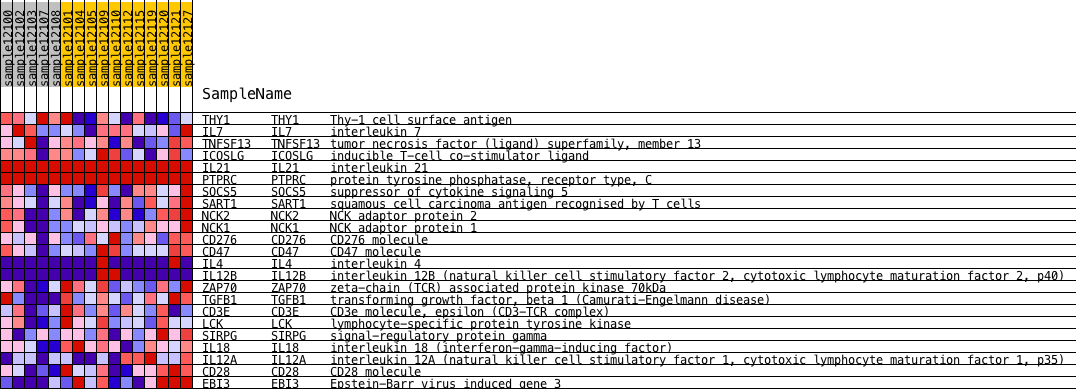 sample12100
sample12102
sample12103
sample12107
sample12108
sample12101
sample12104
sample12105
sample12109
sample12110
sample12112
sample12115
sample12119
sample12120
sample12121
sample12127
SampleName
THY1 THY1 Thy-1 cell surface antigen
IL7 IL7 interleukin 7
TNFSF13 TNFSF13 tumor necrosis factor (ligand) superfamily, member 13
ICOSLG ICOSLG inducible T-cell co-stimulator ligand
IL21 IL21 interleukin 21
PTPRC PTPRC protein tyrosine phosphatase, receptor type, C
SOCS5 SOCS5 suppressor of cytokine signaling 5
SART1 SART1 squamous cell carcinoma antigen recognised by T cells
NCK2 NCK2 NCK adaptor protein 2
NCK1 NCK1 NCK adaptor protein 1
CD276 CD276 CD276 molecule
CD47 CD47 CD47 molecule
IL4 IL4 interleukin 4
IL12B IL12B interleukin 12B (natural killer cell stimulatory factor 2, cytotoxic lymphocyte maturation factor 2, p40)
ZAP70 ZAP70 zeta-chain (TCR) associated protein kinase 70kDa
TGFB1 TGFB1 transforming growth factor, beta 1 (Camurati-Engelmann disease)
CD3E CD3E CD3e molecule, epsilon (CD3-TCR complex)
LCK LCK lymphocyte-specific protein tyrosine kinase
SIRPG SIRPG signal-regulatory protein gamma
IL18 IL18 interleukin 18 (interferon-gamma-inducing factor)
IL12A IL12A interleukin 12A (natural killer cell stimulatory factor 1, cytotoxic lymphocyte maturation factor 1, p35)
CD28 CD28 CD28 molecule
EBI3 EBI3 Epstein-Barr virus induced gene 3